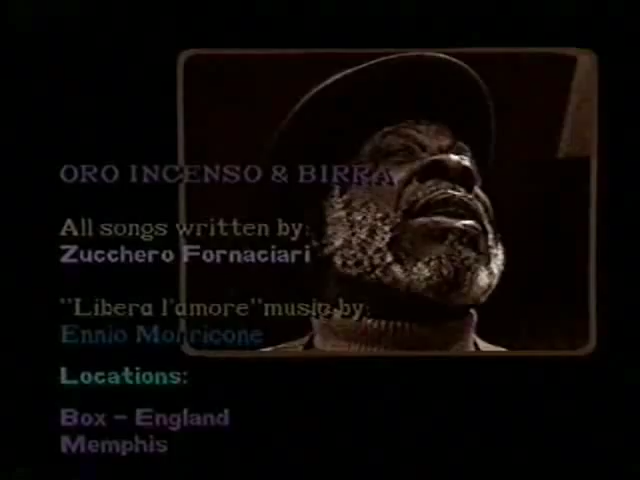 ORO INCENSO & BIRRA
All songs written by:
Zucchero Fornaciari
"Libera l'amore"music by:
Ennio Morricone
Locations:
Box - England
Memphis